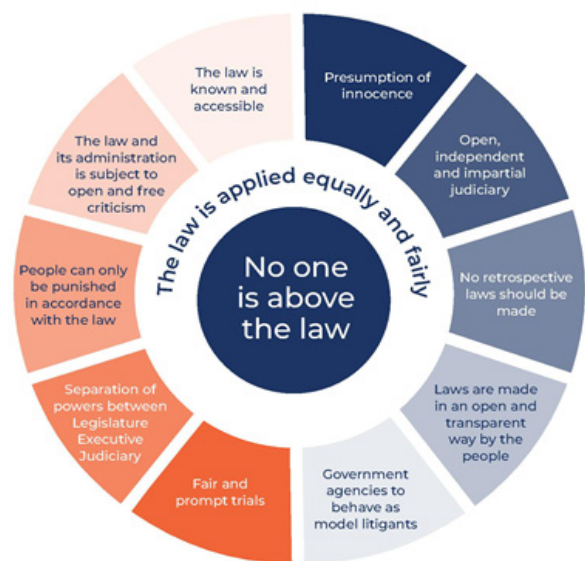 No one
is above
the law
The law is applied equally and fairly
Presumption of
innocence
Open,
independent
and impartial
judiciary
No retrospective
laws should be
made
Laws are made
in an open and
transparent
way by the
people
Government
agencies to
behave as
model litigants
Fair and
prompt trials
Separation of
powers between
Legislature
Executive
Judiciary
People can only
be punished
in accordance
with the law
The law and
its administration
is subject to
open and free
criticism
The law is
known and
accessible